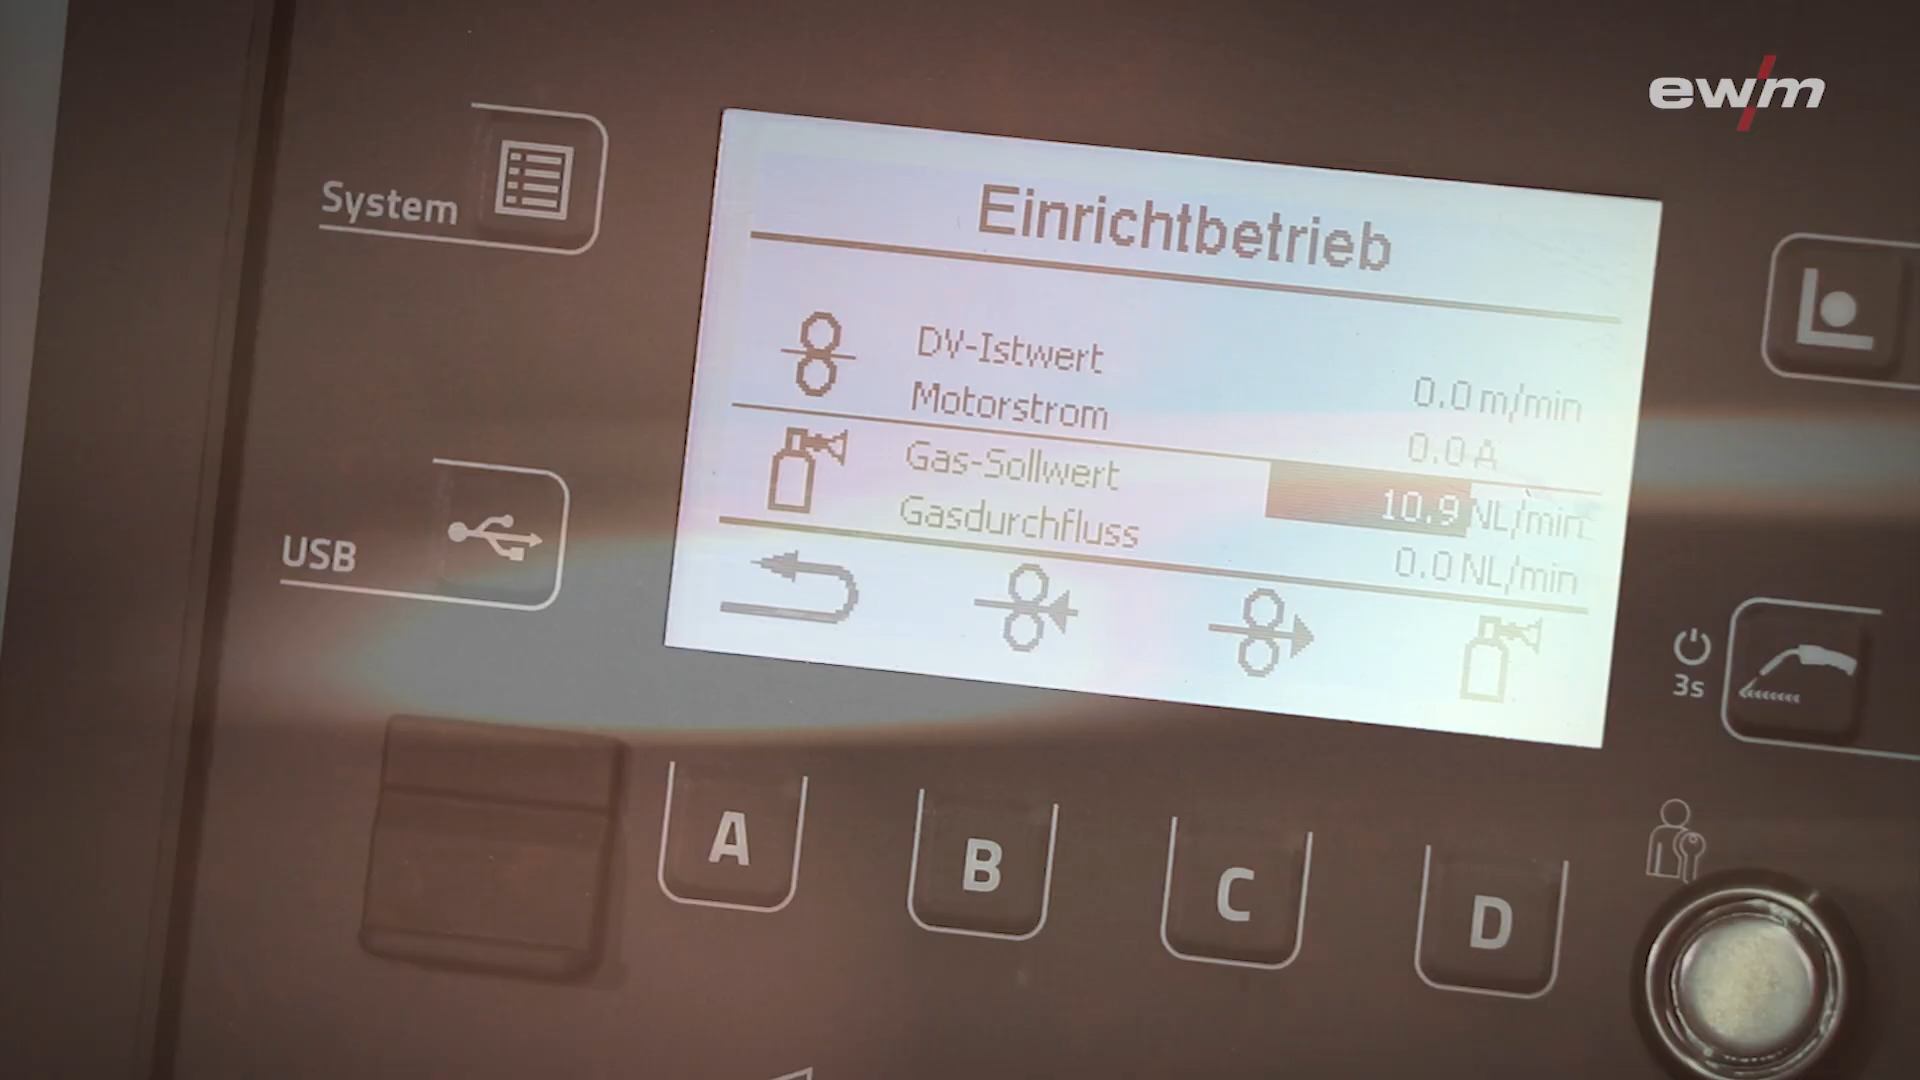 ewm
System
Einrichtbetrieb
DV-Istwert 0.0 m/min
Motorstrom 0.0 A
Gas-Sollwert 10.9 NL/min
Gasdurchfluss 0.0 NL/min
USB
3s
A
B
C
D